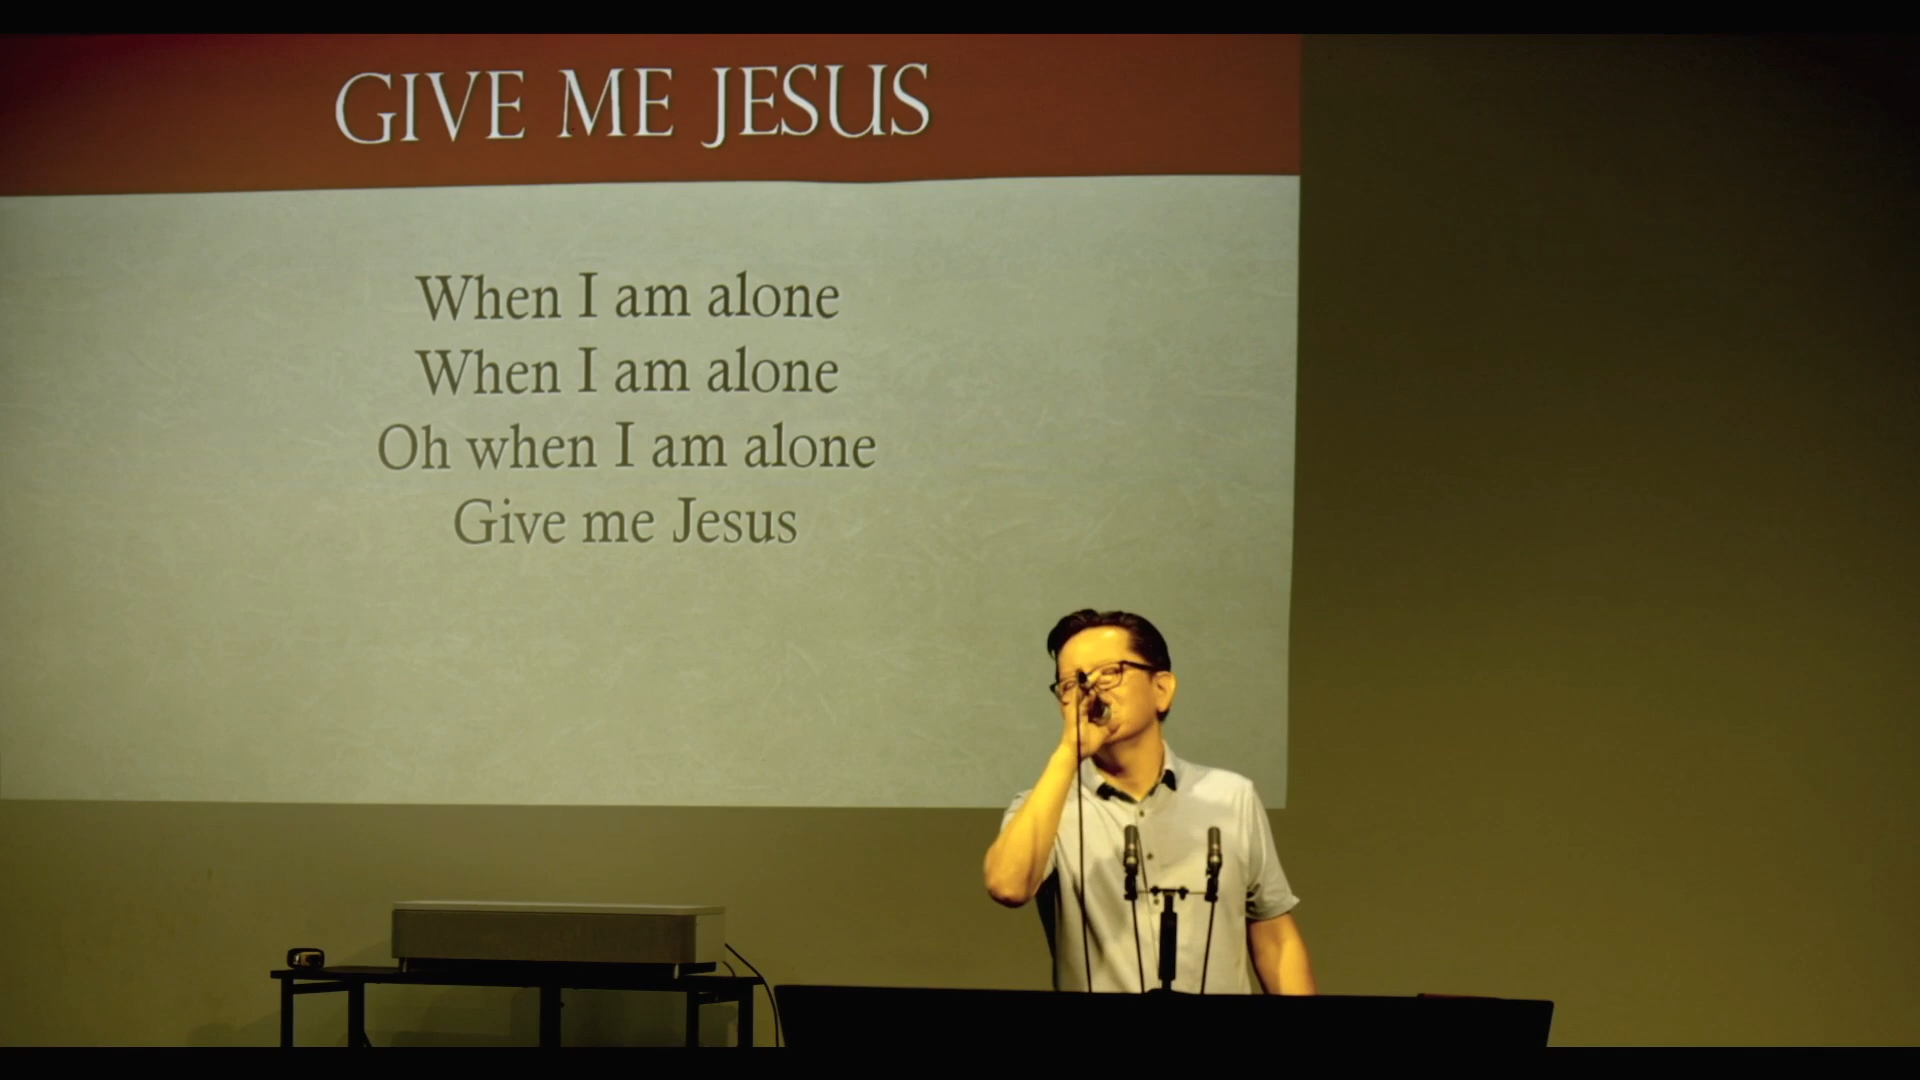 GIVE ME JESUS
When I am alone
When I am alone
Oh when I am alone
Give me Jesus